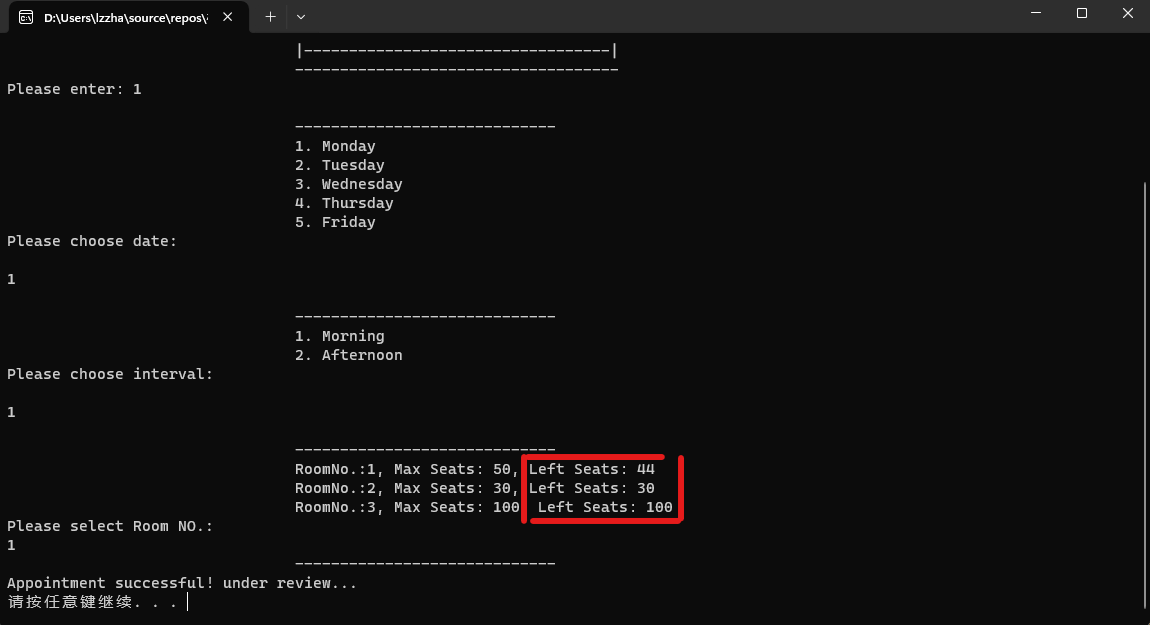 D:\Users\lzzha\source\repos\
|----------------------------------|
------------------------------------
Please enter: 1
-----------------------------
1. Monday
2. Tuesday
3. Wednesday
4. Thursday
5. Friday
Please choose date:
1
-----------------------------
1. Morning
2. Afternoon
Please choose interval:
1
-----------------------------
RoomNo.:1, Max Seats: 50, Left Seats: 44
RoomNo.:2, Max Seats: 30, Left Seats: 30
RoomNo.:3, Max Seats: 100 Left Seats: 100
Please select Room NO.:
1
-----------------------------
Appointment successful! under review...
请按任意键继续. . .